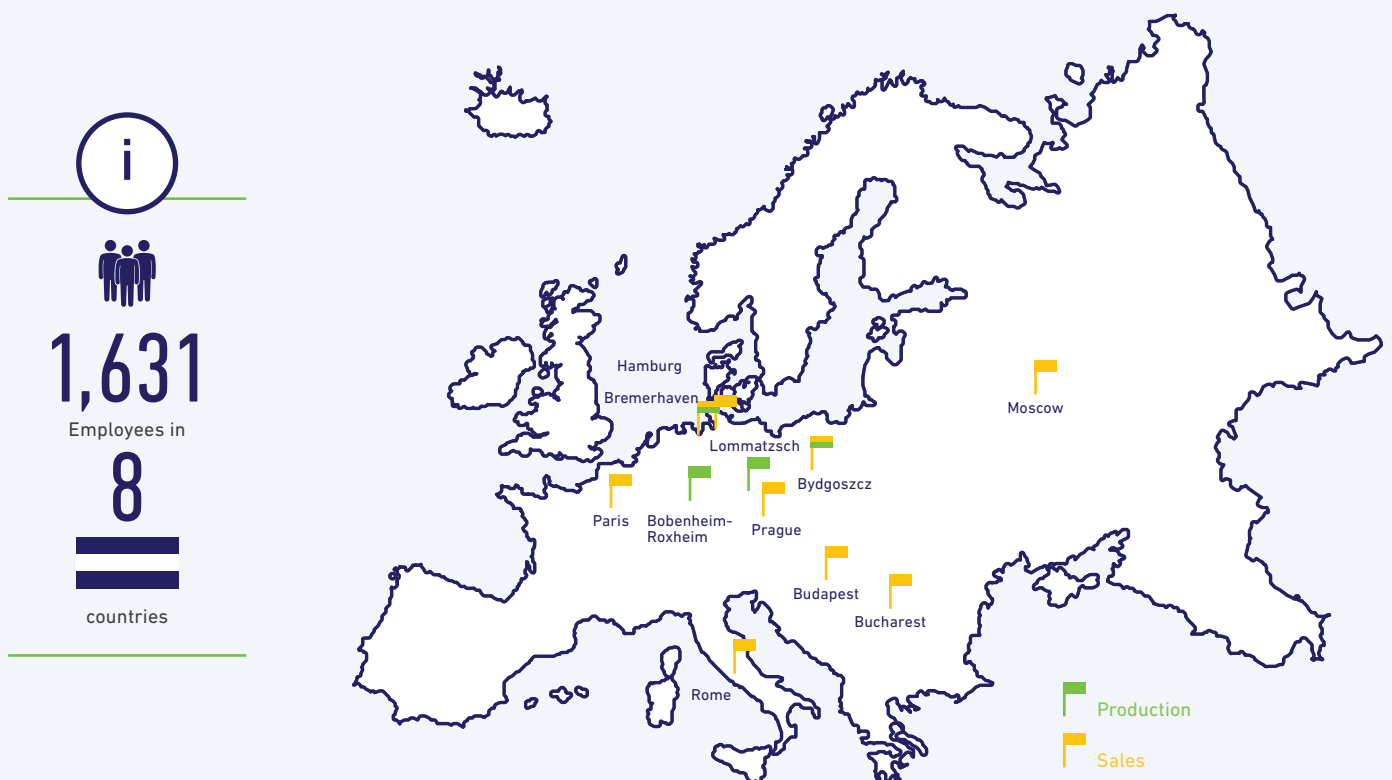 i
1,631
Employees in
8
countries
Hamburg
Bremerhaven
Moscow
Lommatzsch
Bydgoszcz
Paris
Bobenheim-
Roxheim
Prague
Budapest
Bucharest
Rome
Production
Sales